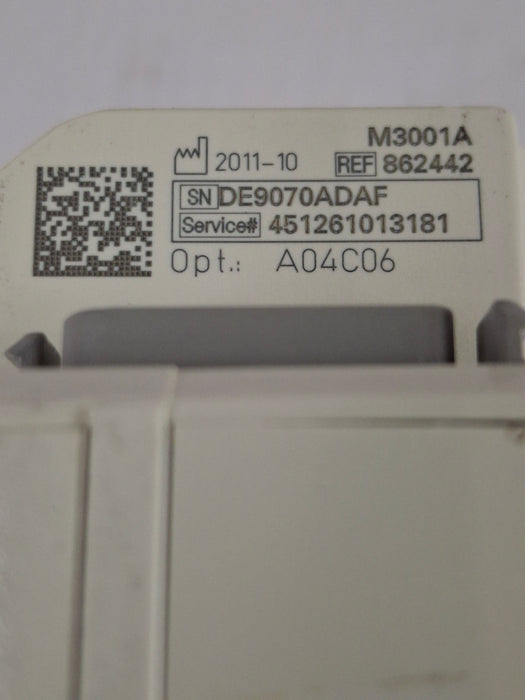 M3001A
2011-10 REF 862442
SN DE9070ADAF
Service# 451261013181
Opt.: A04C06